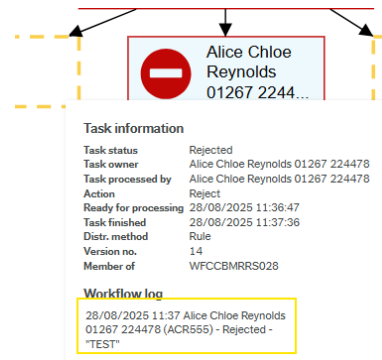 Alice Chloe
Reynolds
01267 2244...
Task information
Task status Rejected
Task owner Alice Chloe Reynolds 01267 224478
Task processed by Alice Chloe Reynolds 01267 224478
Action Reject
Ready for processing 28/08/2025 11:36:47
Task finished 28/08/2025 11:37:36
Distr. method Rule
Version no. 14
Member of WFCCBMRRS028
Workflow log
28/08/2025 11:37 Alice Chloe Reynolds
01267 224478 (ACR555) - Rejected -
"TEST"